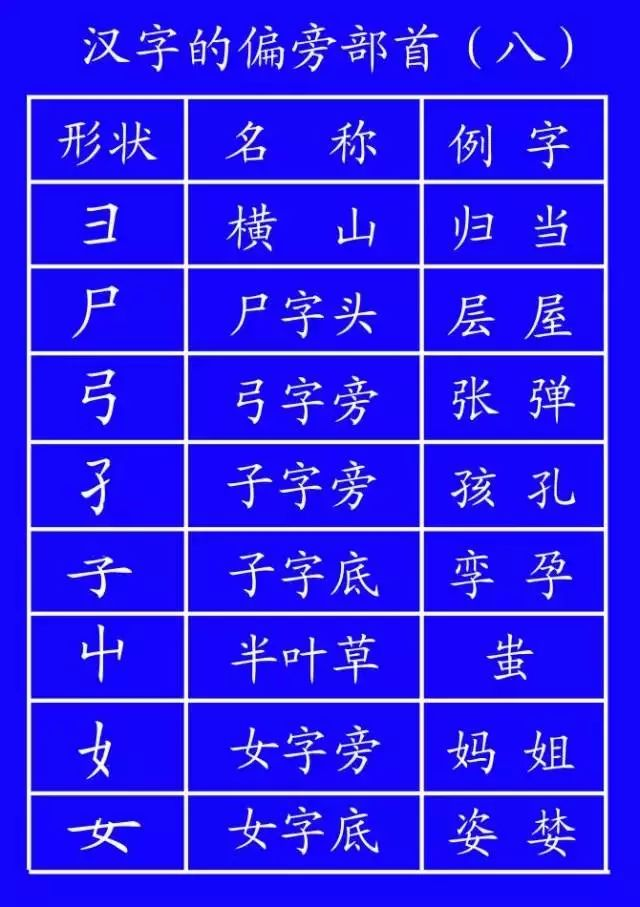 汉字的偏旁部首（八）
形状 名称 例字
彐 横山 归当
尸 尸字头 层屋
弓 弓字旁 张弹
孑 子字旁 孩孔
子 子字底 孪孕
屮 半叶草 蚩
女 女字旁 妈姐
女 女字底 姿婪